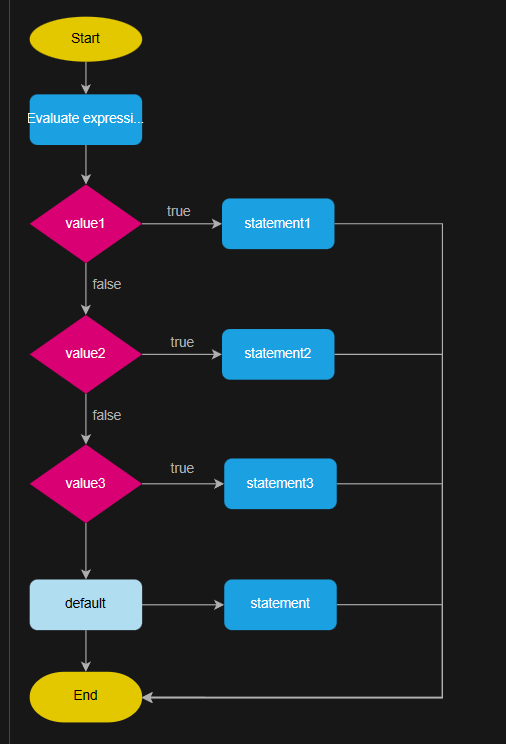 Start
Evaluate expressi...
value1
true
statement1
false
value2
true
statement2
false
value3
true
statement3
default
statement
End